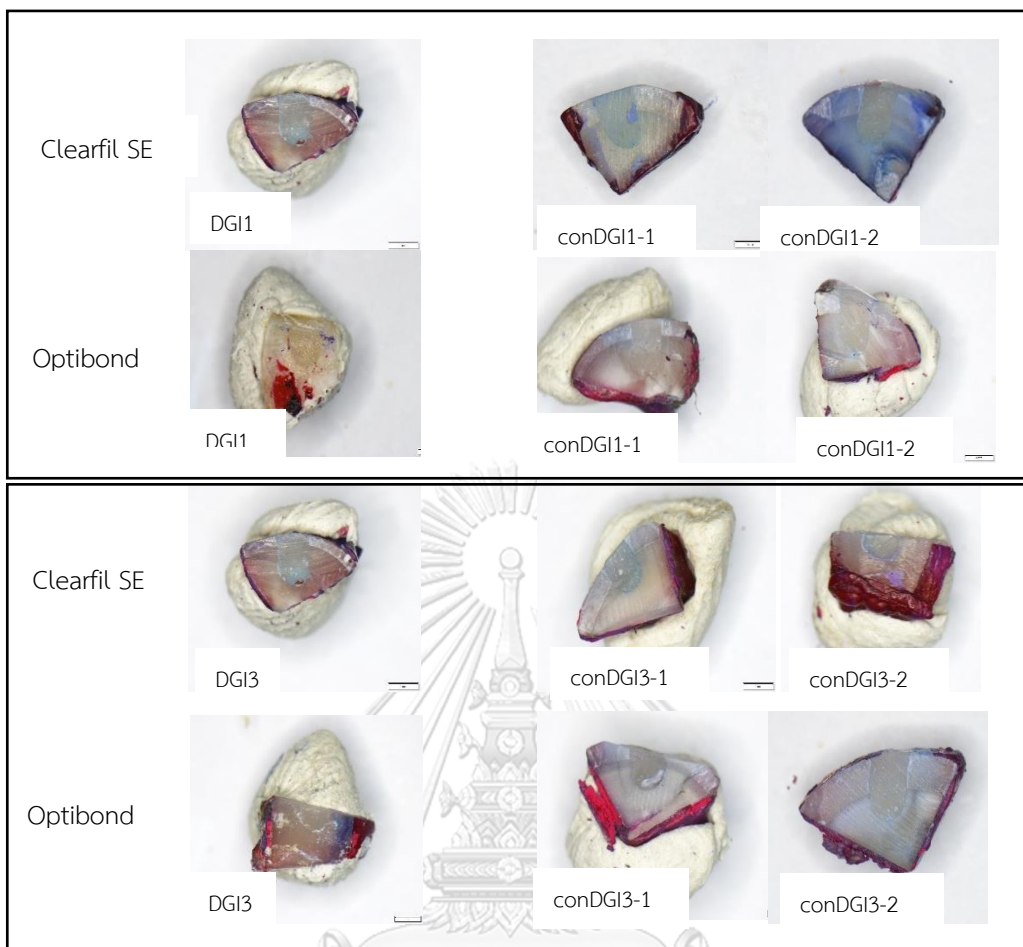 Clearfil SE
DGI1
conDGI1-1
conDGI1-2
Optibond
DGI1
conDGI1-1
conDGI1-2
Clearfil SE
DGI3
conDGI3-1
conDGI3-2
Optibond
DGI3
conDGI3-1
conDGI3-2